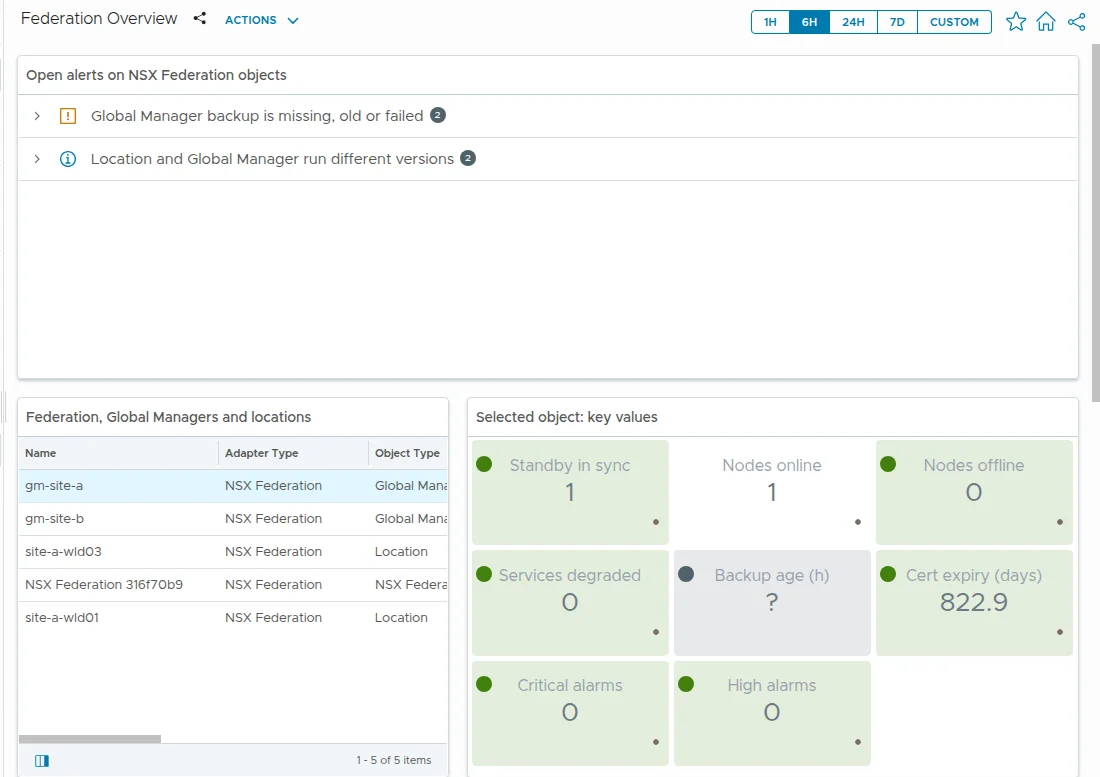 Federation Overview ACTIONS 1H 6H 24H 7D CUSTOM
Open alerts on NSX Federation objects
Global Manager backup is missing, old or failed 2
Location and Global Manager run different versions 2
Federation, Global Managers and locations
Name Adapter Type Object Type
gm-site-a NSX Federation Global Mana
gm-site-b NSX Federation Global Mana
site-a-wld03 NSX Federation Location
NSX Federation 316f70b9 NSX Federation NSX Federa
site-a-wld01 NSX Federation Location
1 - 5 of 5 items
Selected object: key values
Standby in sync
1
Nodes online
1
Nodes offline
0
Services degraded
0
Backup age (h)
?
Cert expiry (days)
822.9
Critical alarms
0
High alarms
0